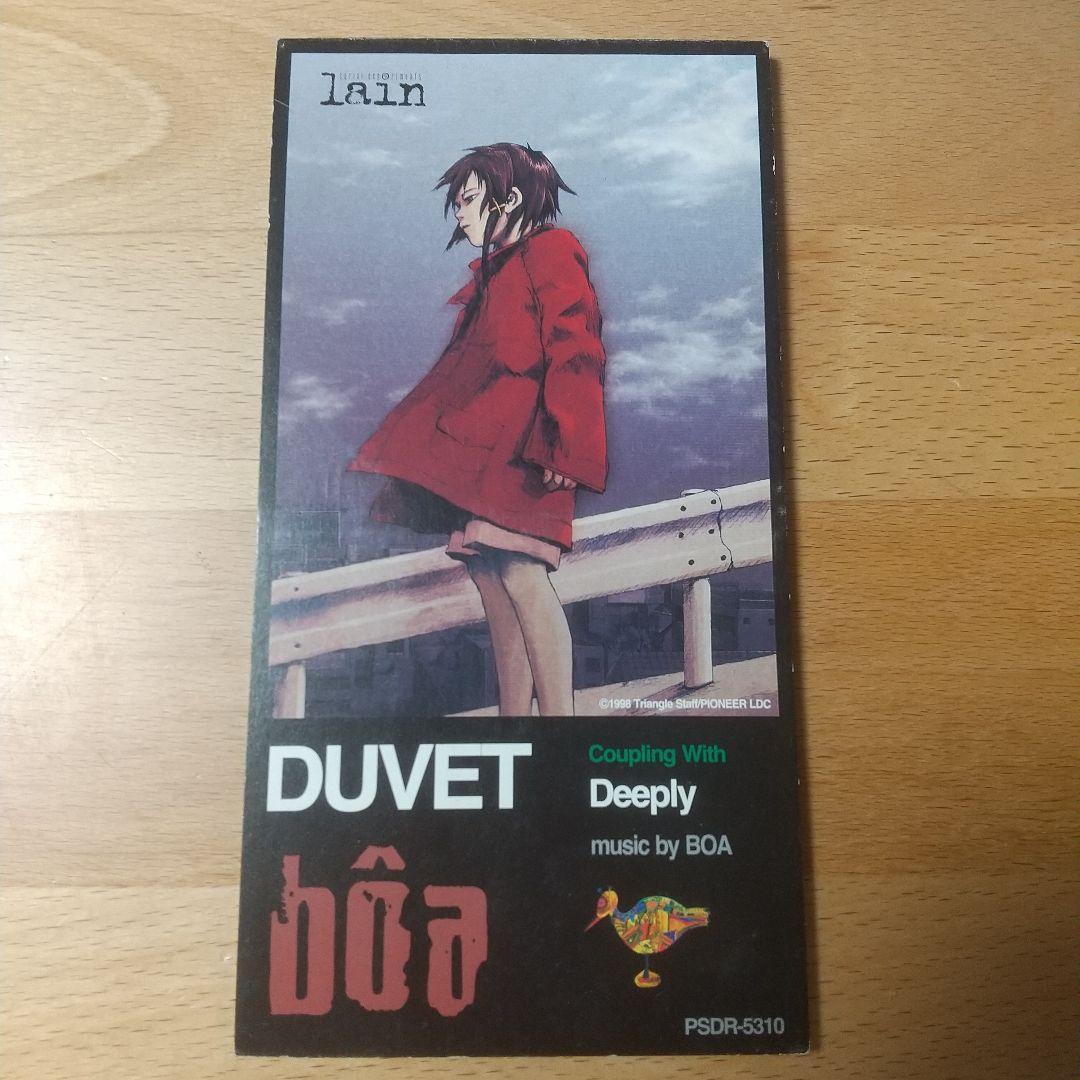 serial experiments
lain
©1998 Triangle Staff/PIONEER LDC
DUVET
Coupling With
Deeply
music by BOA
bôa
PSDR-5310